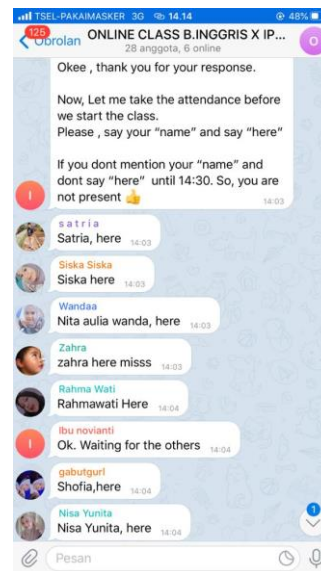 TSEL-PAKAIMASKER 3G 14.14 48%
125
Obrolan ONLINE CLASS B.INGGRIS X IP...
28 anggota, 6 online
O
Okee , thank you for your response.
Now, Let me take the attendance before
we start the class.
Please , say your “name” and say “here”
If you dont mention your “name” and
dont say “here” until 14:30. So, you are
not present 👍
14:03
I
satria
Satria, here 14:03
Siska Siska
Siska here 14:03
Wandaa
Nita aulia wanda, here 14:03
Zahra
zahra here misss 14:03
Rahma Wati
Rahmawati Here 14:04
Ibu novianti
I
Ok. Waiting for the others 14:04
gabutgurl
Shofia,here 14:04
Nisa Yunita
Nisa Yunita, here 14:04
1
Pesan